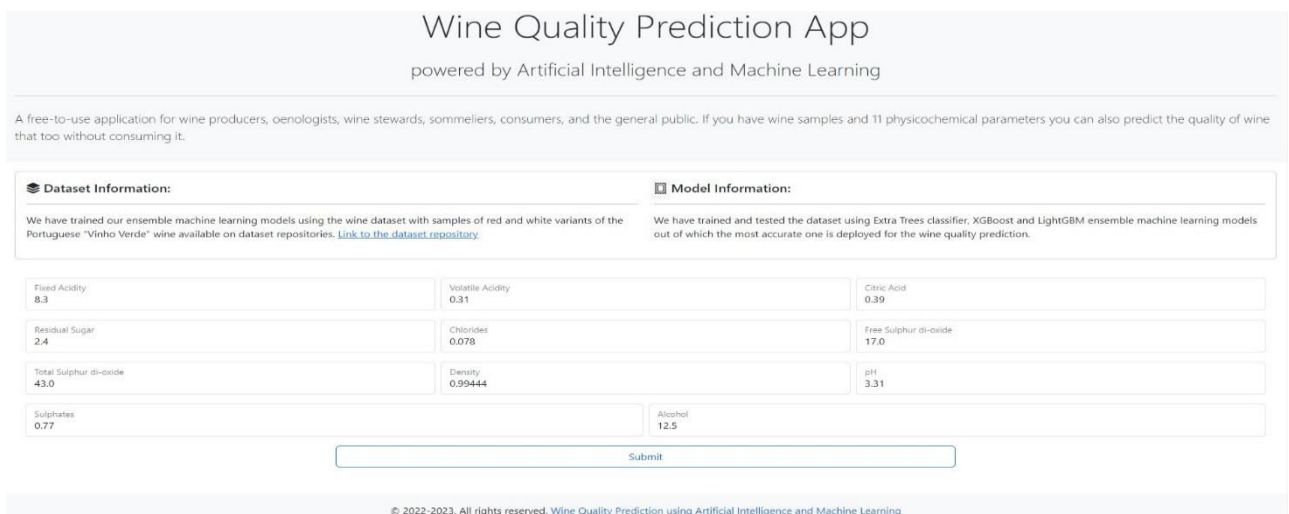 Wine Quality Prediction App
powered by Artificial Intelligence and Machine Learning
A free-to-use application for wine producers, oenologists, wine stewards, sommeliers, consumers, and the general public. If you have wine samples and 11 physicochemical parameters you can also predict the quality of wine
that too without consuming it.
Dataset Information:
We have trained our ensemble machine learning models using the wine dataset with samples of red and white variants of the
Portuguese "Vinho Verde" wine available on dataset repositories. Link to the dataset repository
Model Information:
We have trained and tested the dataset using Extra Trees classifier, XGBoost and LightGBM ensemble machine learning models
out of which the most accurate one is deployed for the wine quality prediction.
Fixed Acidity
8.3
Volatile Acidity
0.31
Citric Acid
0.39
Residual Sugar
2.4
Chlorides
0.078
Free Sulphur di-oxide
17.0
Total Sulphur di-oxide
43.0
Density
0.99444
pH
3.31
Sulphates
0.77
Alcohol
12.5
Submit
© 2022-2023. All rights reserved. Wine Quality Prediction using Artificial Intelligence and Machine Learning